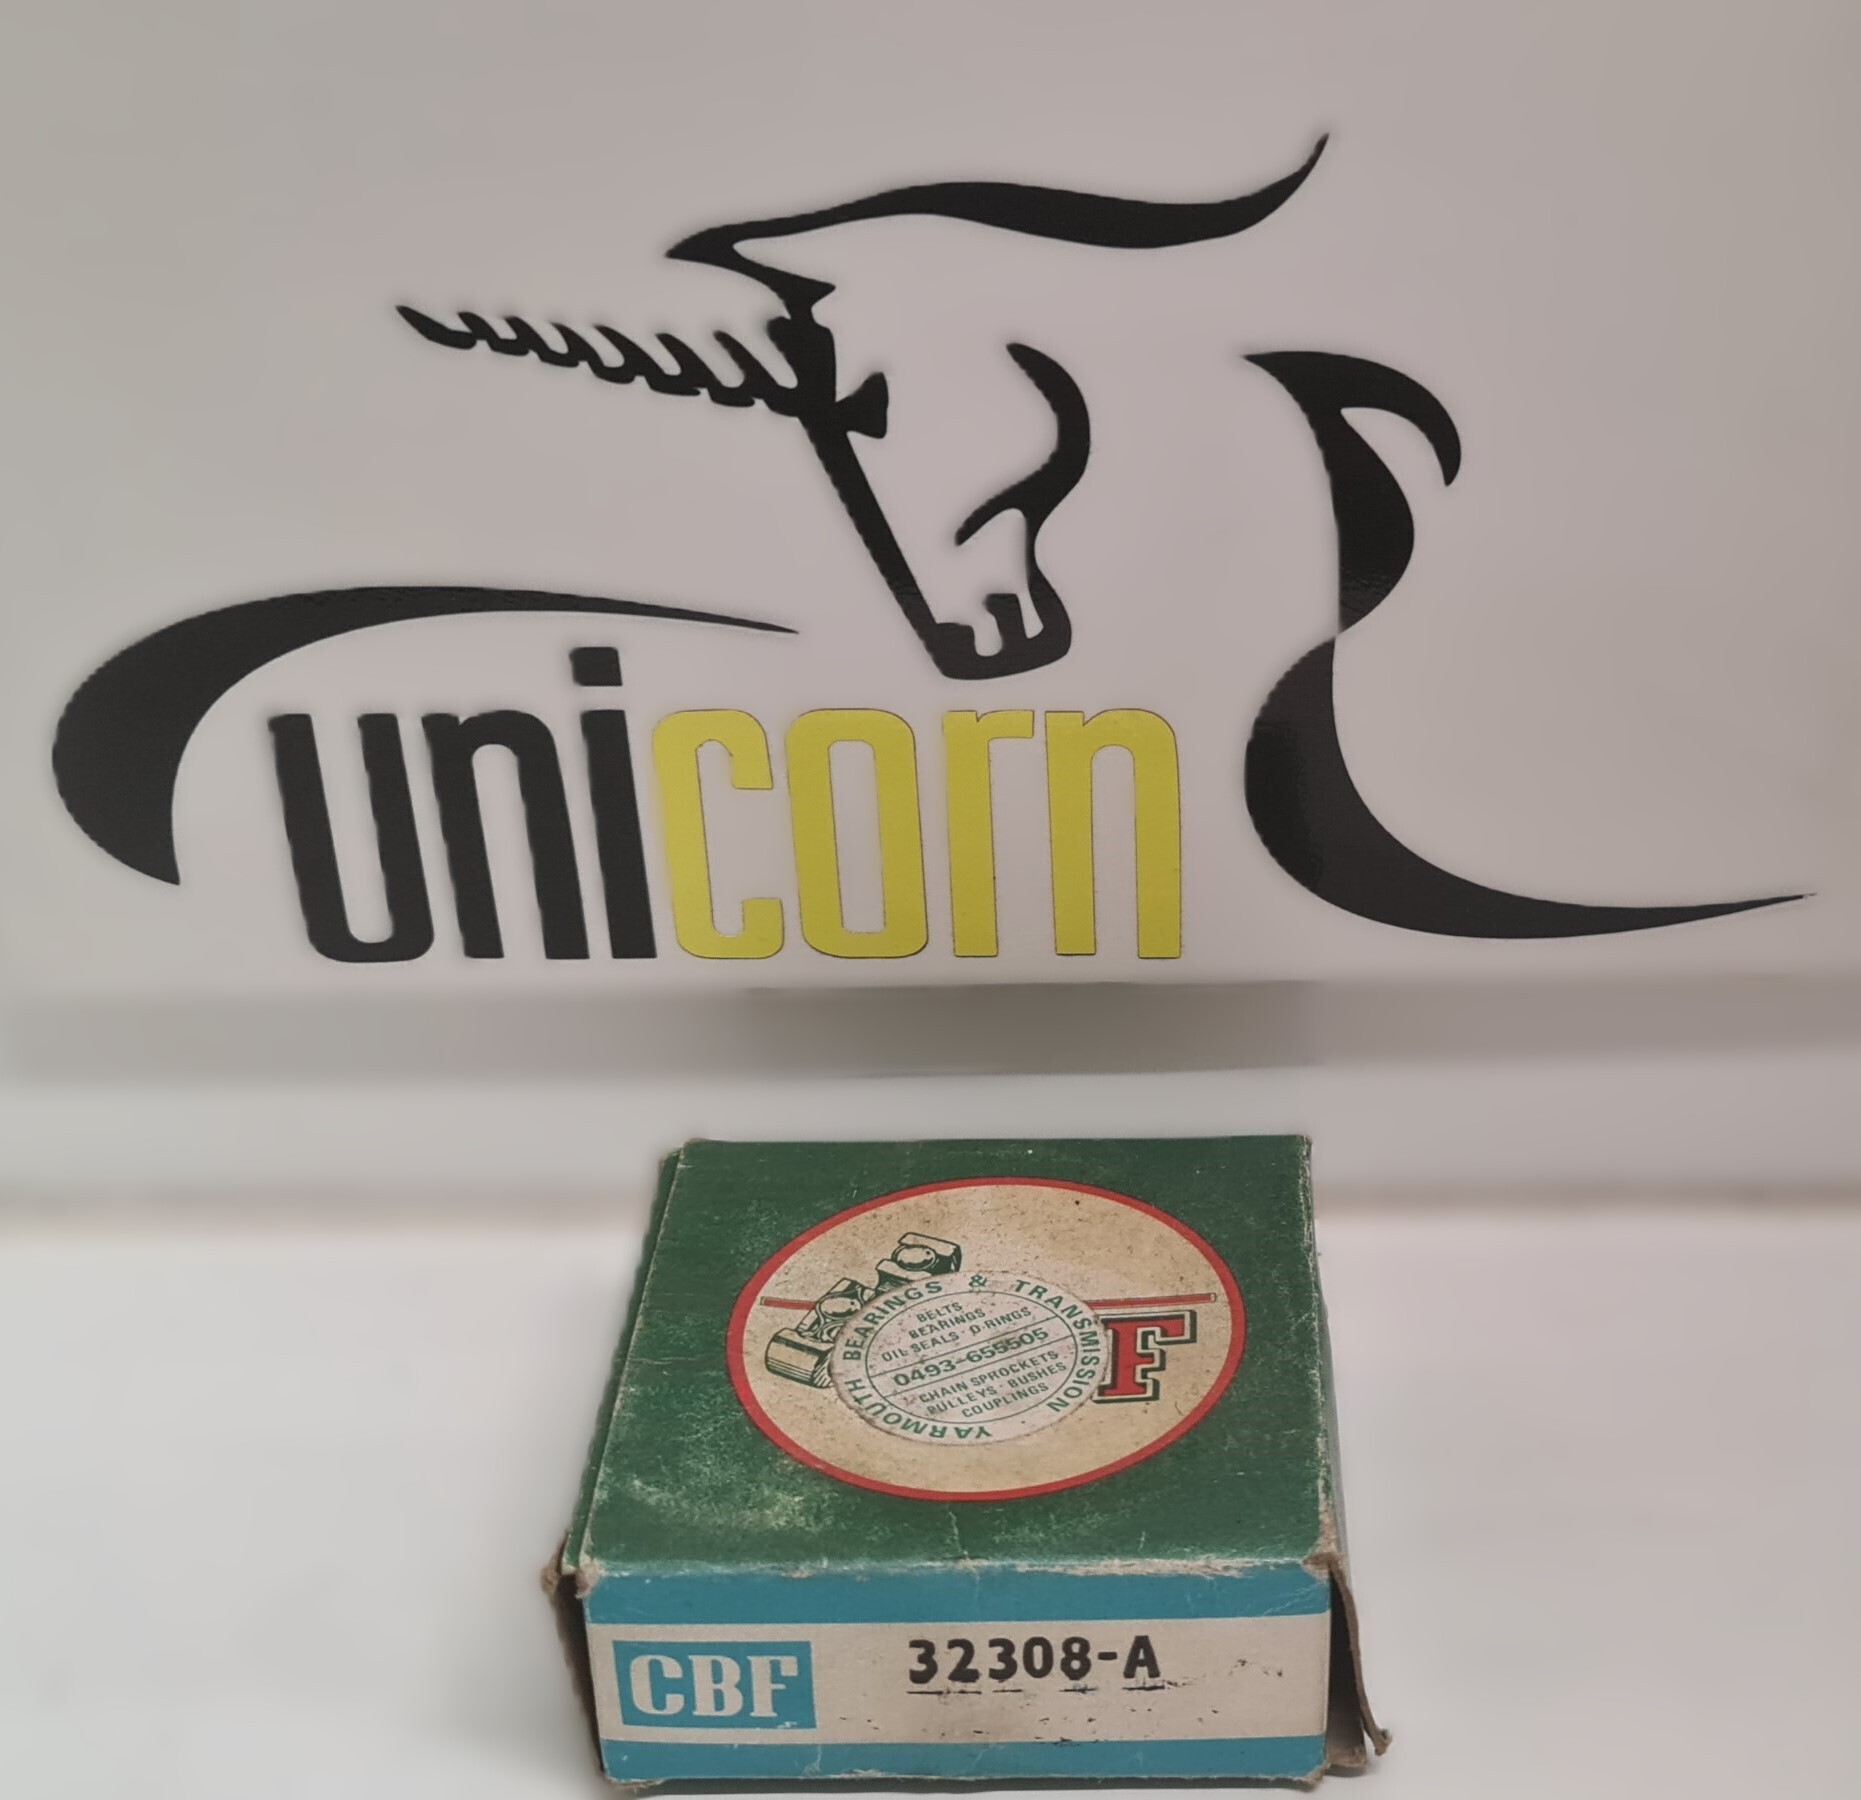 unicorn
YARMOUTH BEARINGS & TRANSMISSION
BELTS
BEARINGS
OIL SEALS · O-RINGS
0493-655505
CHAIN SPROCKETS
PULLEYS · BUSHES
COUPLINGS
F
CBF 32308-A